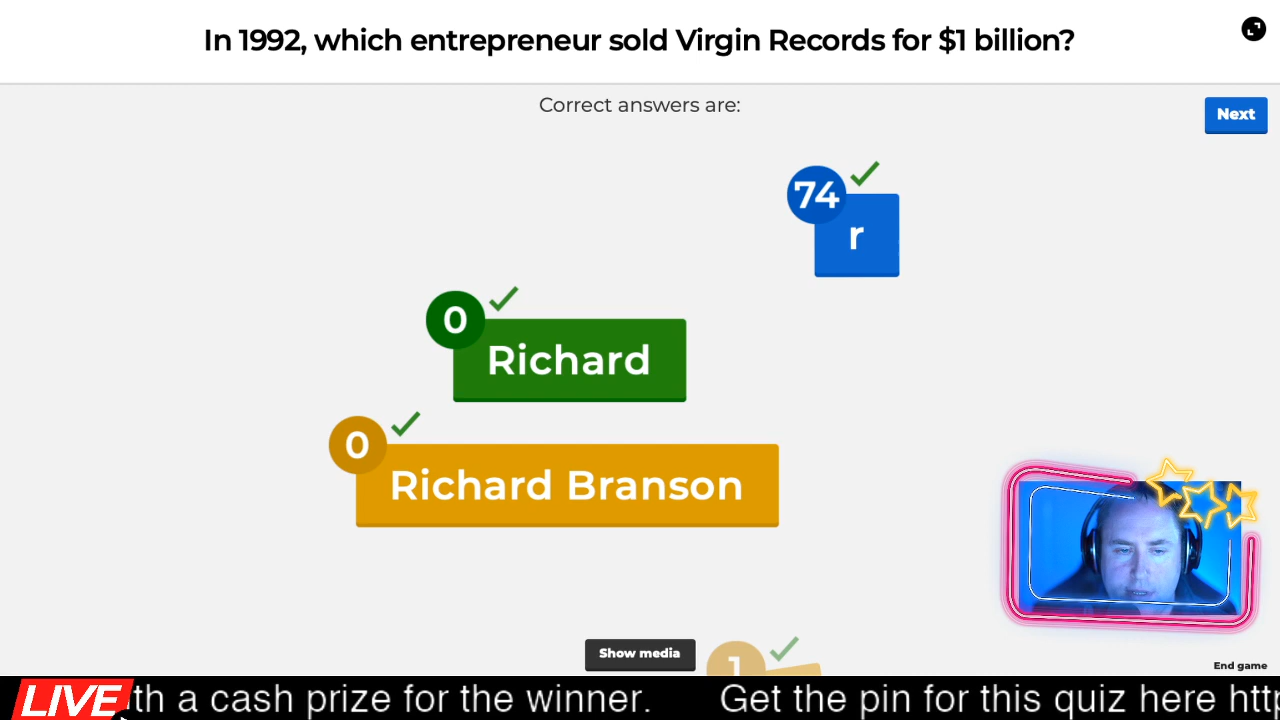 In 1992, which entrepreneur sold Virgin Records for $1 billion?
Correct answers are:
Next
74
r
0
Richard
0
Richard Branson
Show media
1
End game
LIVE
th a cash prize for the winner. Get the pin for this quiz here http